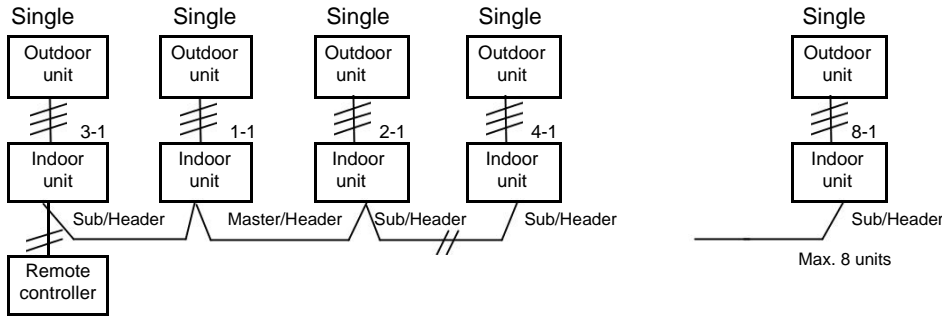 Single
Single
Single
Single
Single
Outdoor
unit
Outdoor
unit
Outdoor
unit
Outdoor
unit
Outdoor
unit
3-1
1-1
2-1
4-1
8-1
Indoor
unit
Indoor
unit
Indoor
unit
Indoor
unit
Indoor
unit
Sub/Header
Master/Header
Sub/Header
Sub/Header
Sub/Header
Max. 8 units
Remote
controller